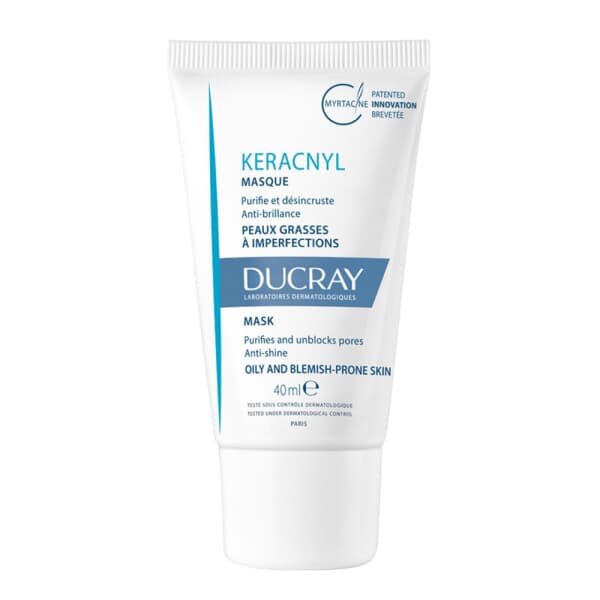 MYRTACINE
PATENTED
INNOVATION
BREVETÉE
KERACNYL
MASQUE
Purifie et désincruste
Anti-brillance
PEAUX GRASSES
À IMPERFECTIONS
DUCRAY
LABORATOIRES DERMATOLOGIQUES
MASK
Purifies and unblocks pores
Anti-shine
OILY AND BLEMISH-PRONE SKIN
40ml e
TESTÉ SOUS CONTRÔLE DERMATOLOGIQUE
TESTED UNDER DERMATOLOGICAL CONTROL
PARIS